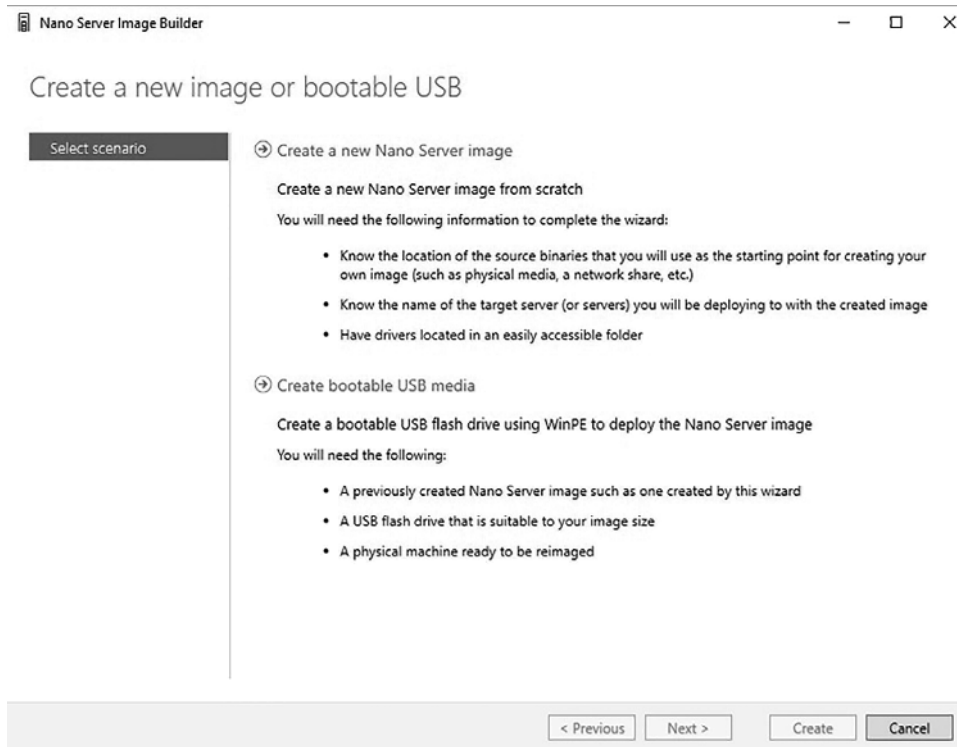 Nano Server Image Builder
Create a new image or bootable USB
Select scenario
Create a new Nano Server image
Create a new Nano Server image from scratch
You will need the following information to complete the wizard:
• Know the location of the source binaries that you will use as the starting point for creating your
own image (such as physical media, a network share, etc.)
• Know the name of the target server (or servers) you will be deploying to with the created image
• Have drivers located in an easily accessible folder
Create bootable USB media
Create a bootable USB flash drive using WinPE to deploy the Nano Server image
You will need the following:
• A previously created Nano Server image such as one created by this wizard
• A USB flash drive that is suitable to your image size
• A physical machine ready to be reimaged
< Previous Next > Create Cancel